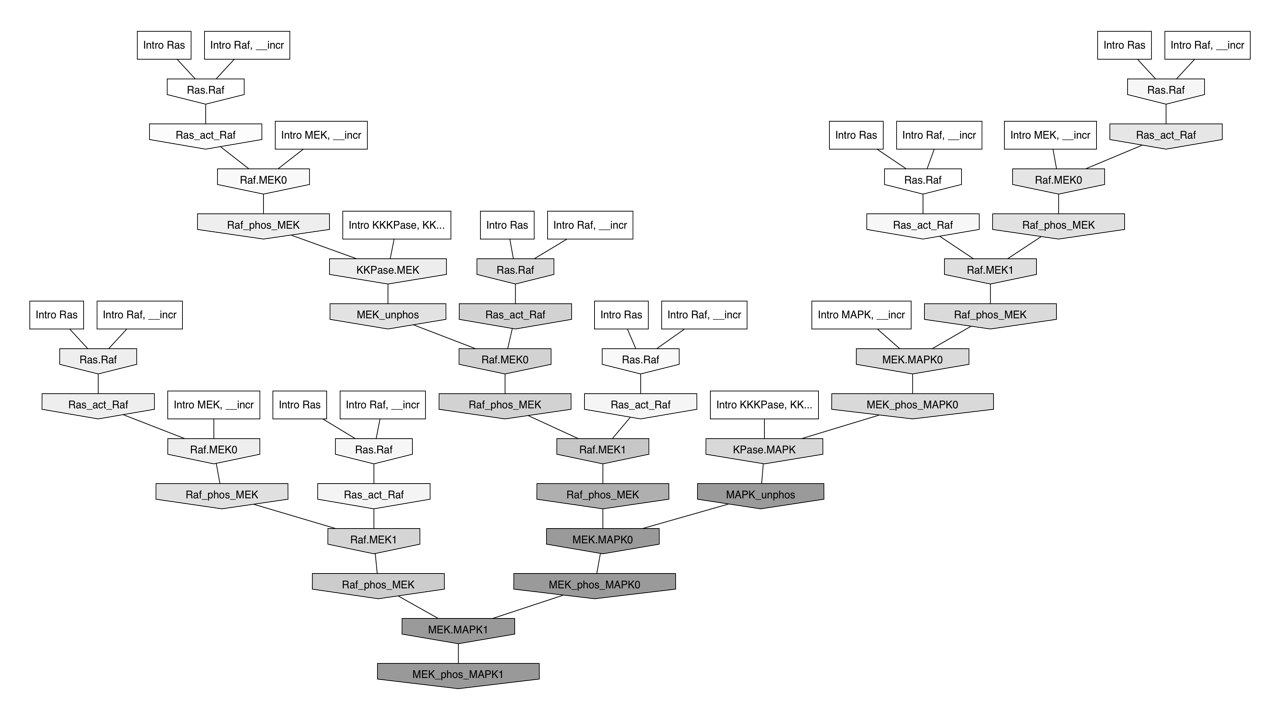 Intro Ras
Intro Raf, __incr
Intro Ras
Intro Raf, __incr
Ras.Raf
Ras.Raf
Ras_act_Raf
Intro MEK, __incr
Intro Ras
Intro Raf, __incr
Intro MEK, __incr
Ras_act_Raf
Raf.MEK0
Ras.Raf
Raf.MEK0
Raf_phos_MEK
Intro KKKPase, KK...
Intro Ras
Intro Raf, __incr
Ras_act_Raf
Raf_phos_MEK
KKPase.MEK
Ras.Raf
Raf.MEK1
Intro Ras
Intro Raf, __incr
MEK_unphos
Ras_act_Raf
Intro Ras
Intro Raf, __incr
Intro MAPK, __incr
Raf_phos_MEK
Ras.Raf
Raf.MEK0
Ras.Raf
MEK.MAPK0
Ras_act_Raf
Intro MEK, __incr
Intro Ras
Intro Raf, __incr
Raf_phos_MEK
Ras_act_Raf
Intro KKKPase, KK...
MEK_phos_MAPK0
Raf.MEK0
Ras.Raf
Raf.MEK1
KPase.MAPK
Raf_phos_MEK
Ras_act_Raf
Raf_phos_MEK
MAPK_unphos
Raf.MEK1
MEK.MAPK0
Raf_phos_MEK
MEK_phos_MAPK0
MEK.MAPK1
MEK_phos_MAPK1